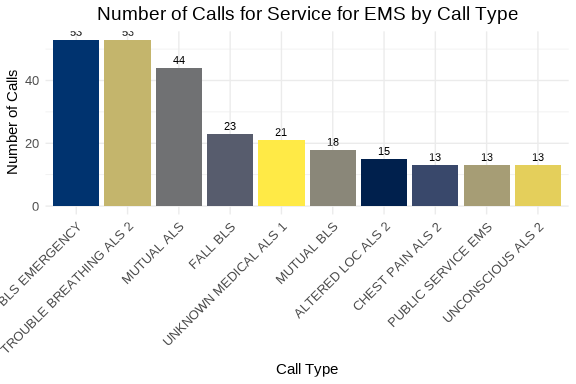 Number of Calls for Service for EMS by Call Type
Number of Calls
40
20
0
53
53
44
23
21
18
15
13
13
13
BLS EMERGENCY
TROUBLE BREATHING ALS 2
MUTUAL ALS
FALL BLS
UNKNOWN MEDICAL ALS 1
MUTUAL BLS
ALTERED LOC ALS 2
CHEST PAIN ALS 2
PUBLIC SERVICE EMS
UNCONSCIOUS ALS 2
Call Type